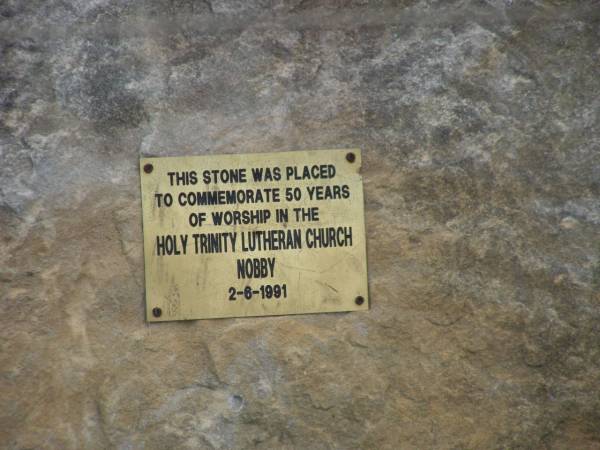 THIS STONE WAS PLACED
TO COMMEMORATE 50 YEARS
OF WORSHIP IN THE
HOLY TRINITY LUTHERAN CHURCH
NOBBY
2-6-1991